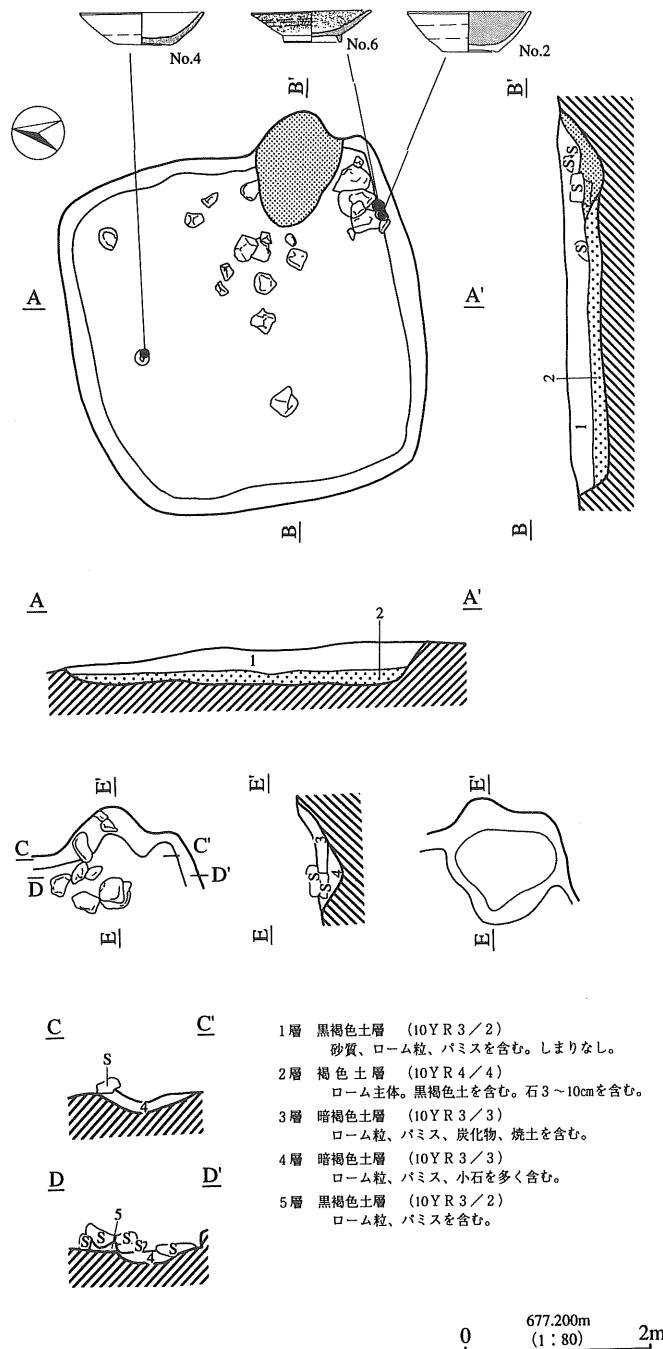 No.4
No.6
No.2
B'
B'
A
A'
S
S
S
S
2
1
B
B
A
A'
2
1
E'
E'
E'
C
C'
D
D'
3
S
4
S
E
E
E
C
C'
S
4
D
D'
5
S S S S S
4
1層 黒褐色土層 (10YR3/2)
砂質、ローム粒、パミスを含む。しまりなし。
2層 褐色土層 (10YR4/4)
ローム主体。黒褐色土を含む。石3~10cmを含む。
3層 暗褐色土層 (10YR3/3)
ローム粒、パミス、炭化物、焼土を含む。
4層 暗褐色土層 (10YR3/3)
ローム粒、パミス、小石を多く含む。
5層 黒褐色土層 (10YR3/2)
ローム粒、パミスを含む。
677.200m
0 (1:80) 2m